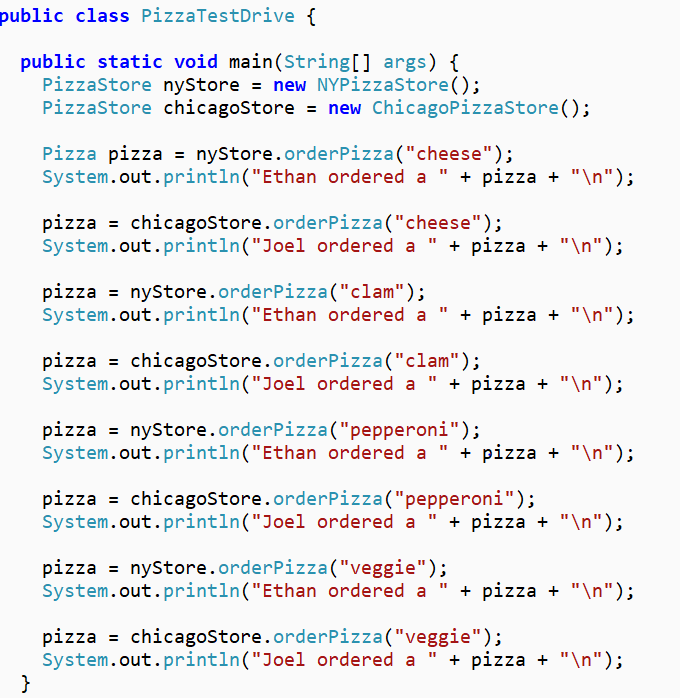 public class PizzaTestDrive {
public static void main(String[] args) {
PizzaStore nyStore = new NYPizzaStore();
PizzaStore chicagoStore = new ChicagoPizzaStore();
Pizza pizza = nyStore.orderPizza("cheese");
System.out.println("Ethan ordered a " + pizza + "\n");
pizza = chicagoStore.orderPizza("cheese");
System.out.println("Joel ordered a " + pizza + "\n");
pizza = nyStore.orderPizza("clam");
System.out.println("Ethan ordered a " + pizza + "\n");
pizza = chicagoStore.orderPizza("clam");
System.out.println("Joel ordered a " + pizza + "\n");
pizza = nyStore.orderPizza("pepperoni");
System.out.println("Ethan ordered a " + pizza + "\n");
pizza = chicagoStore.orderPizza("pepperoni");
System.out.println("Joel ordered a " + pizza + "\n");
pizza = nyStore.orderPizza("veggie");
System.out.println("Ethan ordered a " + pizza + "\n");
pizza = chicagoStore.orderPizza("veggie");
System.out.println("Joel ordered a " + pizza + "\n");
}